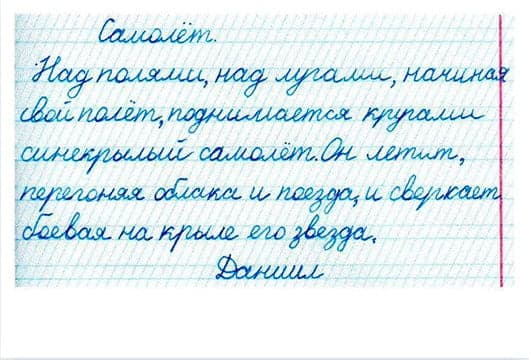 Самолёт.
Над полями, над лугами, начиная
свой полёт, поднимается кругами
синекрылый самолёт. Он летит,
перегоняя облака и поезда, и сверкает
боевая на крыле его звезда.
Даниил